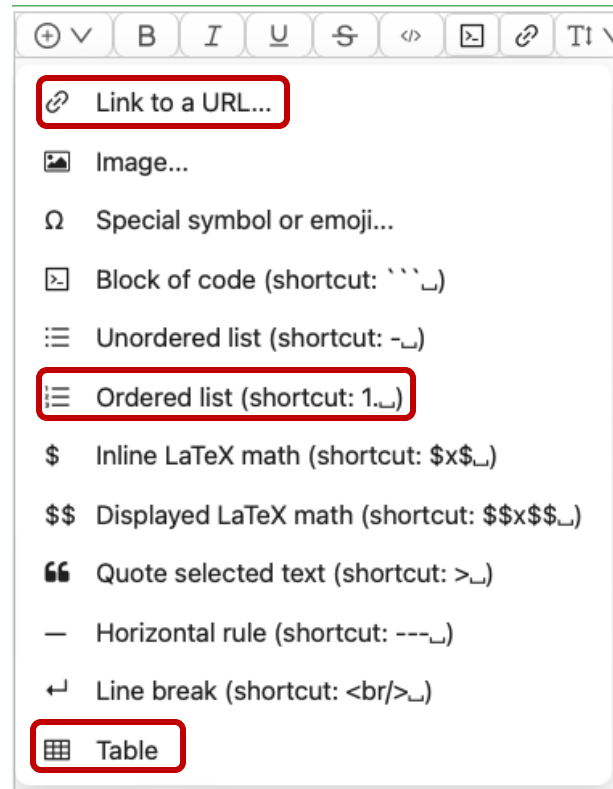 B I U S </> >_ T
Link to a URL...
Image...
Ω Special symbol or emoji...
>_ Block of code (shortcut: ```⎵)
Unordered list (shortcut: -⎵)
Ordered list (shortcut: 1.⎵)
$ Inline LaTeX math (shortcut: $x$⎵)
$$ Displayed LaTeX math (shortcut: $$x$$⎵)
Quote selected text (shortcut: >⎵)
Horizontal rule (shortcut: ---⎵)
Line break (shortcut: <br/>⎵)
Table